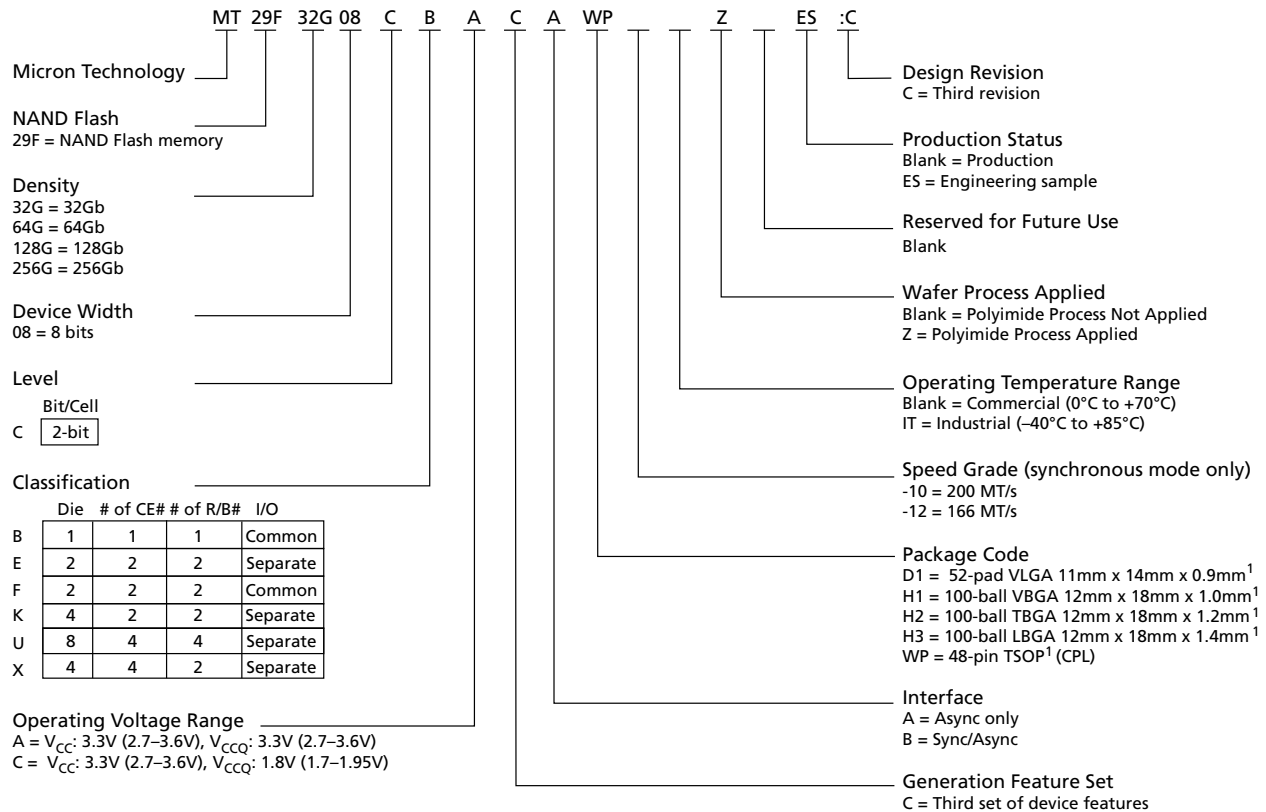 MT 29F 32G 08 C B A C A WP Z ES :C
Micron Technology
NAND Flash
29F = NAND Flash memory
Density
32G = 32Gb
64G = 64Gb
128G = 128Gb
256G = 256Gb
Device Width
08 = 8 bits
Level
Bit/Cell
C 2-bit
Classification
Die # of CE# # of R/B# I/O
B 1 1 1 Common
E 2 2 2 Separate
F 2 2 2 Common
K 4 2 2 Separate
U 8 4 4 Separate
X 4 4 2 Separate
Operating Voltage Range
A = VCC: 3.3V (2.7–3.6V), VCCQ: 3.3V (2.7–3.6V)
C = VCC: 3.3V (2.7–3.6V), VCCQ: 1.8V (1.7–1.95V)
Design Revision
C = Third revision
Production Status
Blank = Production
ES = Engineering sample
Reserved for Future Use
Blank
Wafer Process Applied
Blank = Polyimide Process Not Applied
Z = Polyimide Process Applied
Operating Temperature Range
Blank = Commercial (0°C to +70°C)
IT = Industrial (–40°C to +85°C)
Speed Grade (synchronous mode only)
-10 = 200 MT/s
-12 = 166 MT/s
Package Code
D1 = 52-pad VLGA 11mm x 14mm x 0.9mm1
H1 = 100-ball VBGA 12mm x 18mm x 1.0mm1
H2 = 100-ball TBGA 12mm x 18mm x 1.2mm1
H3 = 100-ball LBGA 12mm x 18mm x 1.4mm1
WP = 48-pin TSOP1 (CPL)
Interface
A = Async only
B = Sync/Async
Generation Feature Set
C = Third set of device features